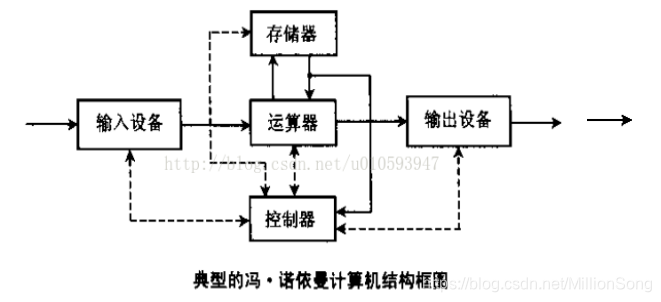 存储器
输入设备
运算器
输出设备
http://blog.csdn.net/u010593947
控制器
典型的冯·诺依曼计算机结构框图
https://blog.csdn.net/MillionSong